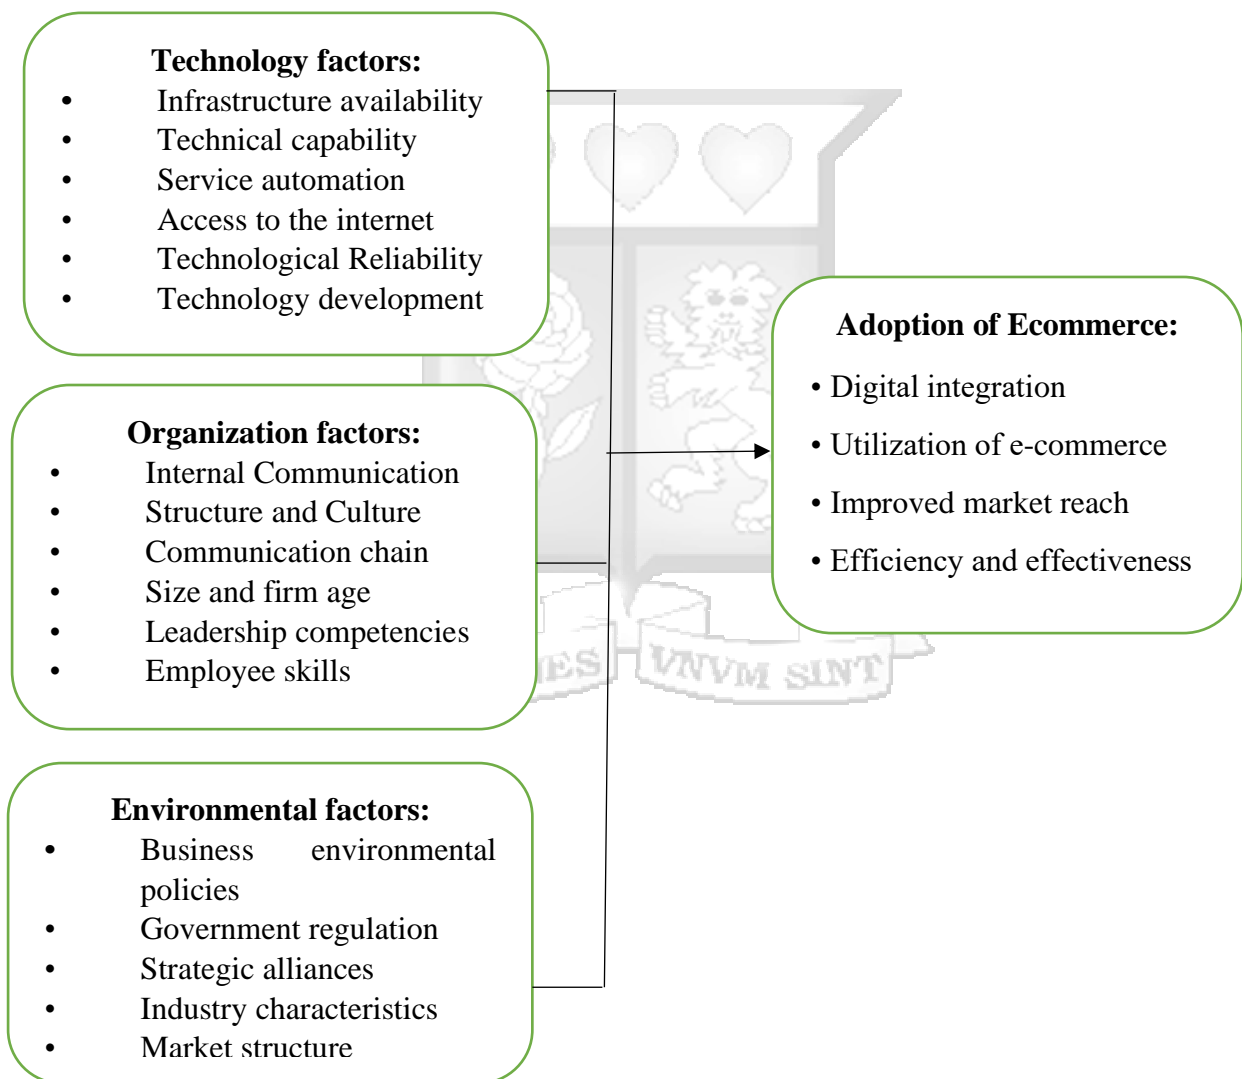 Technology factors:
• Infrastructure availability
• Technical capability
• Service automation
• Access to the internet
• Technological Reliability
• Technology development
Organization factors:
• Internal Communication
• Structure and Culture
• Communication chain
• Size and firm age
• Leadership competencies
• Employee skills
Environmental factors:
• Business environmental
policies
• Government regulation
• Strategic alliances
• Industry characteristics
• Market structure
Adoption of Ecommerce:
• Digital integration
• Utilization of e-commerce
• Improved market reach
• Efficiency and effectiveness
VNVM SINT